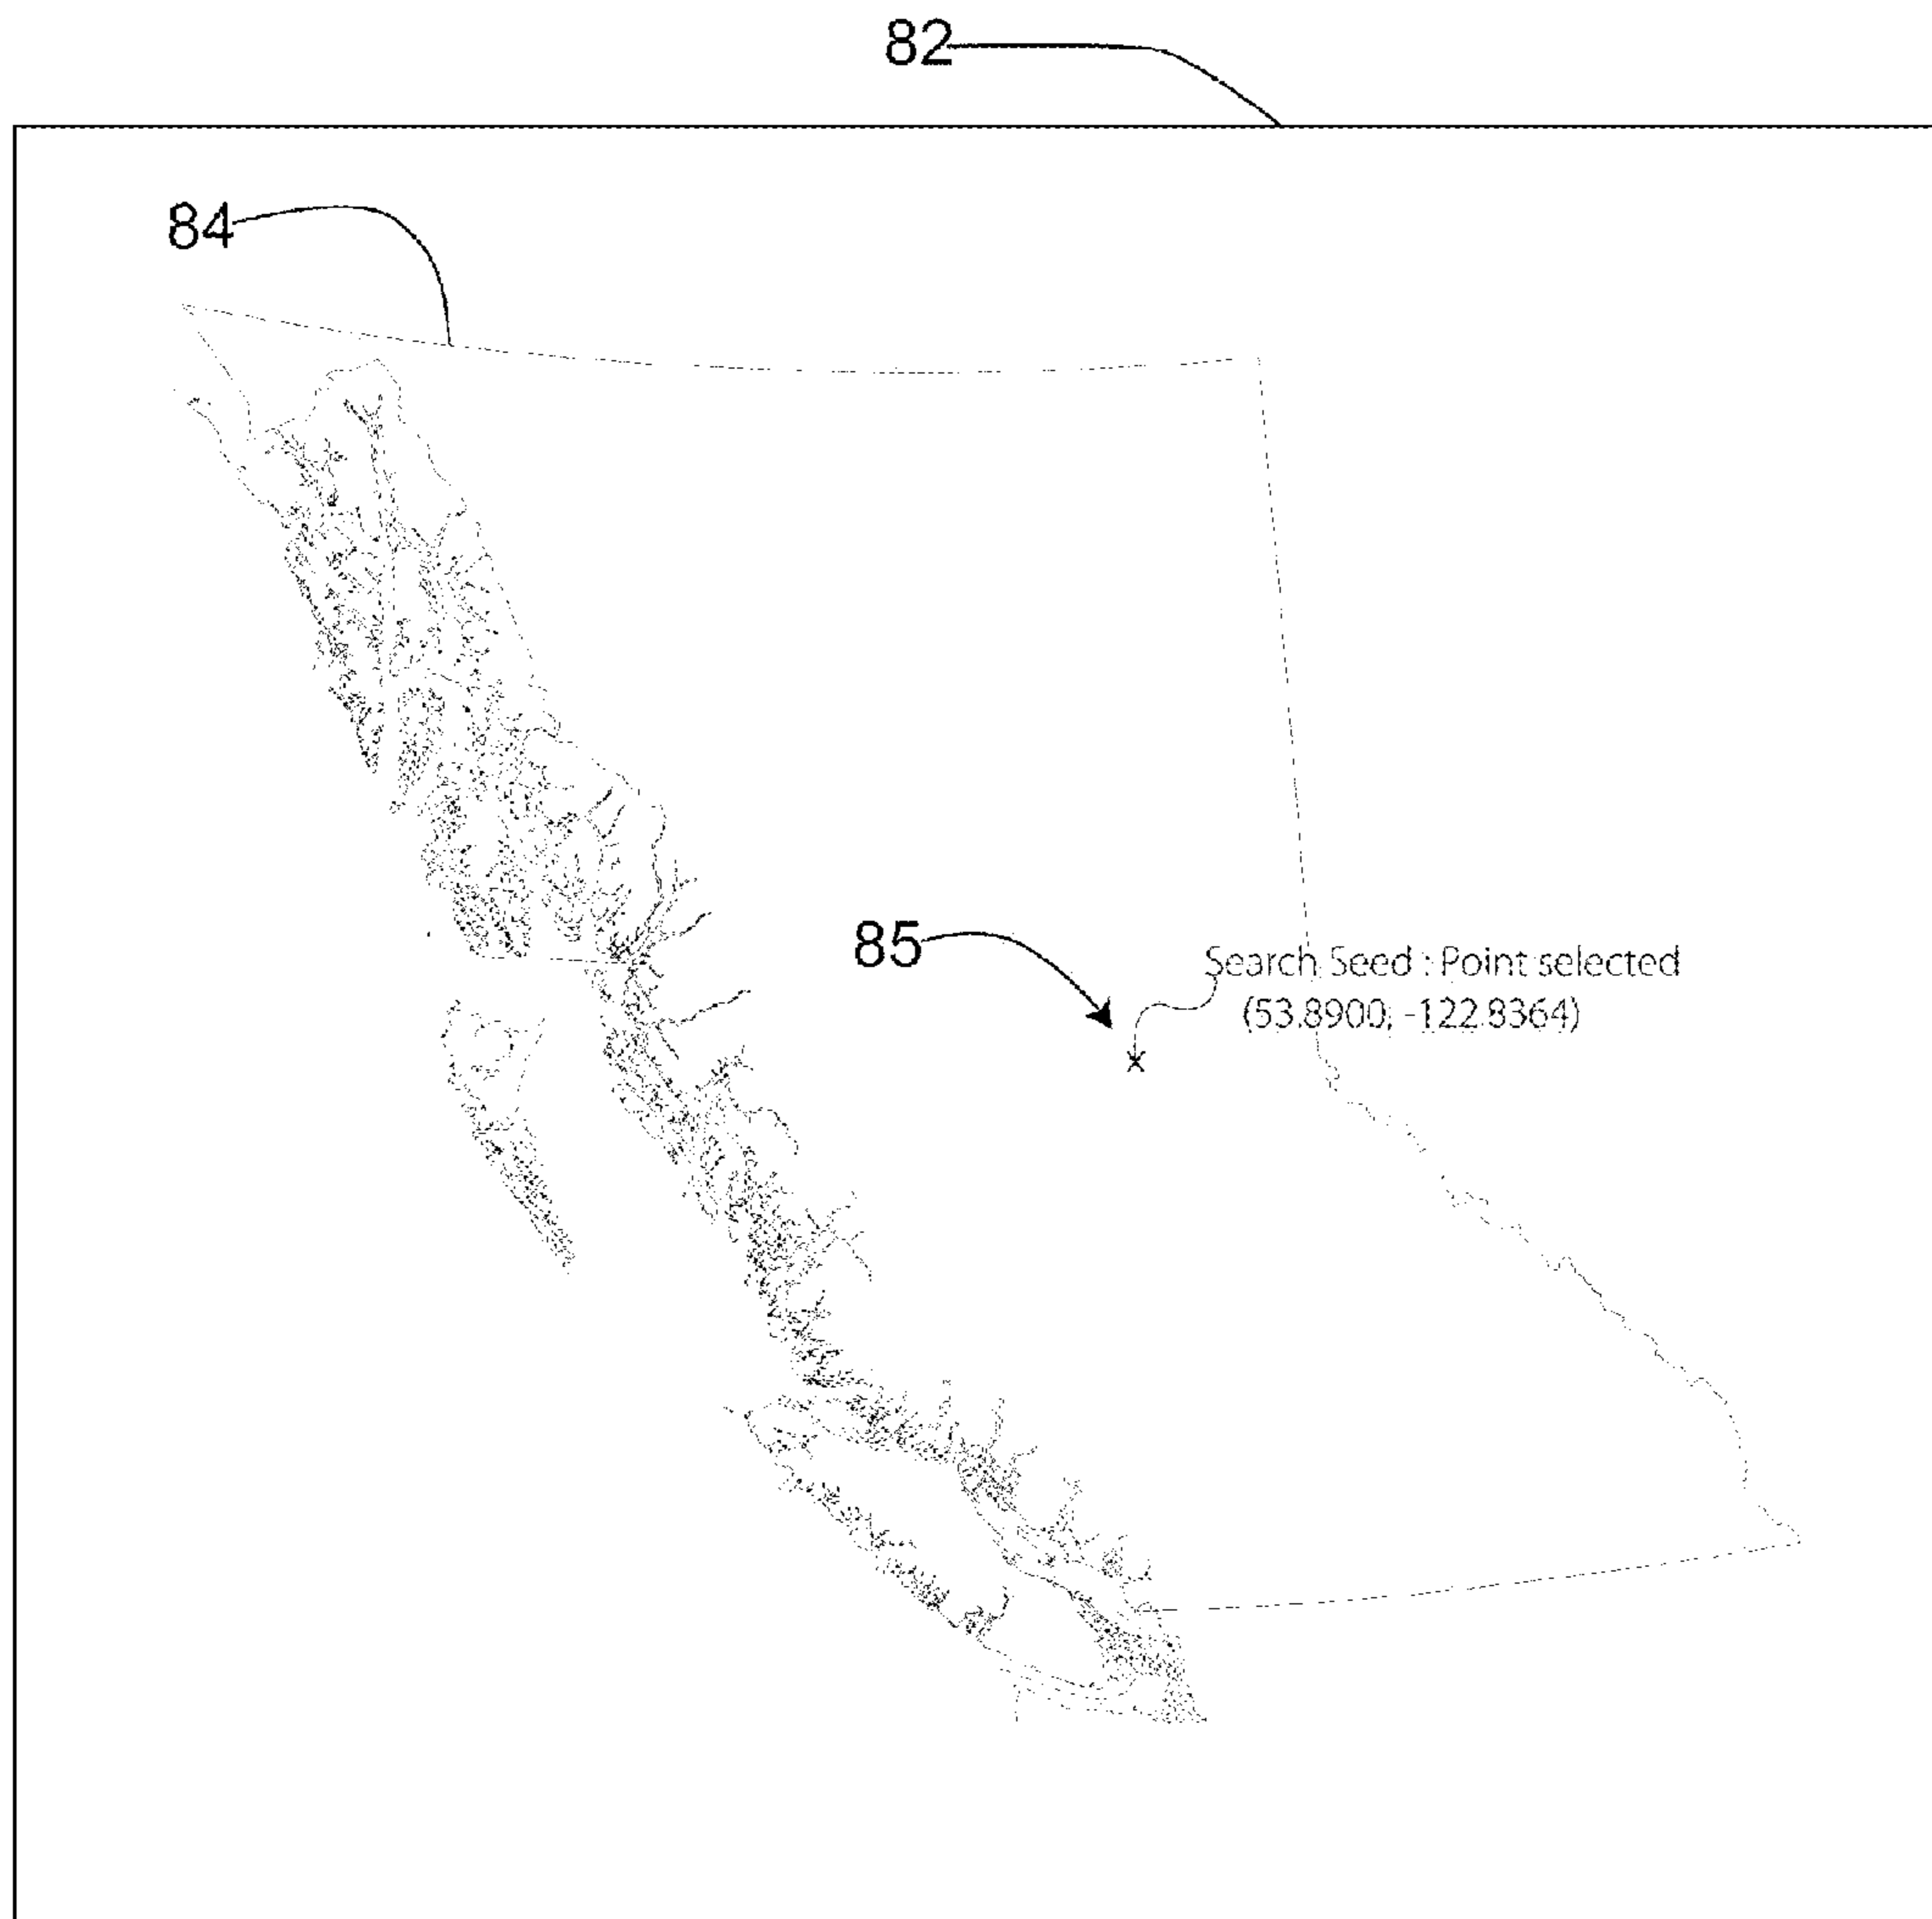 82
84
85
Search Seed : Point selected
(53.8900, -122.8364)